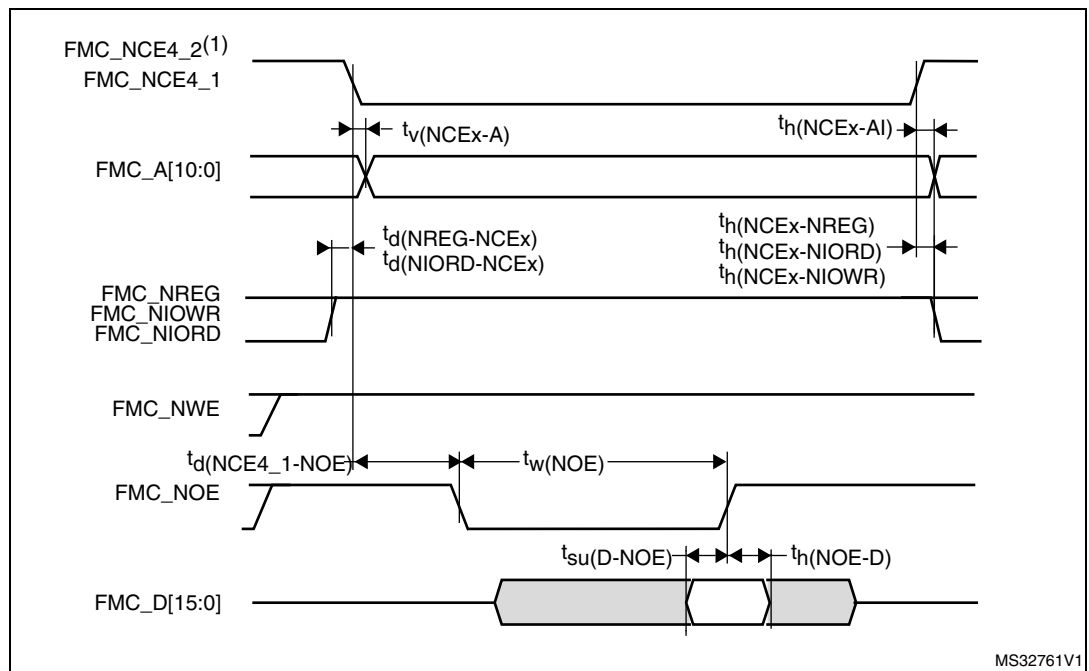 FMC_NCE4_2(1)
FMC_NCE4_1
tv(NCEx-A)
th(NCEx-AI)
FMC_A[10:0]
td(NREG-NCEx)
td(NIORD-NCEx)
th(NCEx-NREG)
th(NCEx-NIORD)
th(NCEx-NIOWR)
FMC_NREG
FMC_NIOWR
FMC_NIORD
FMC_NWE
td(NCE4_1-NOE)
tw(NOE)
FMC_NOE
tsu(D-NOE)
th(NOE-D)
FMC_D[15:0]
MS32761V1